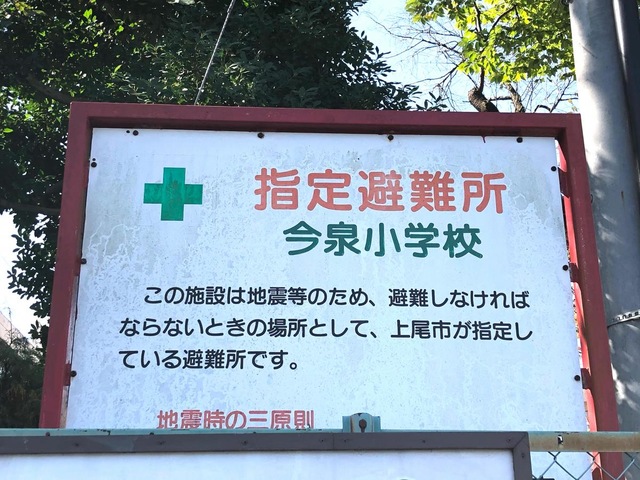 指定避難所
今泉小学校
この施設は地震等のため、避難しなければ
ならないときの場所として、上尾市が指定し
ている避難所です。
地震時の三原則